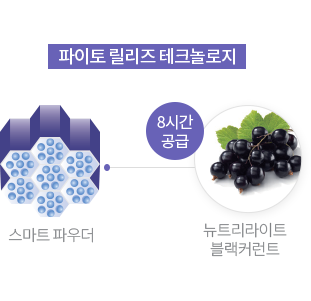 파이토 릴리즈 테크놀로지
8시간
공급
스마트 파우더
뉴트리라이트
블랙커런트